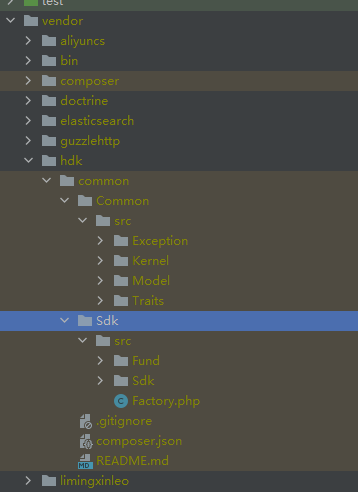 test
vendor
aliyuncs
bin
composer
doctrine
elasticsearch
guzzlehttp
hdk
common
Common
src
Exception
Kernel
Model
Traits
Sdk
src
Fund
Sdk
Factory.php
.gitignore
composer.json
README.md
limingxinleo